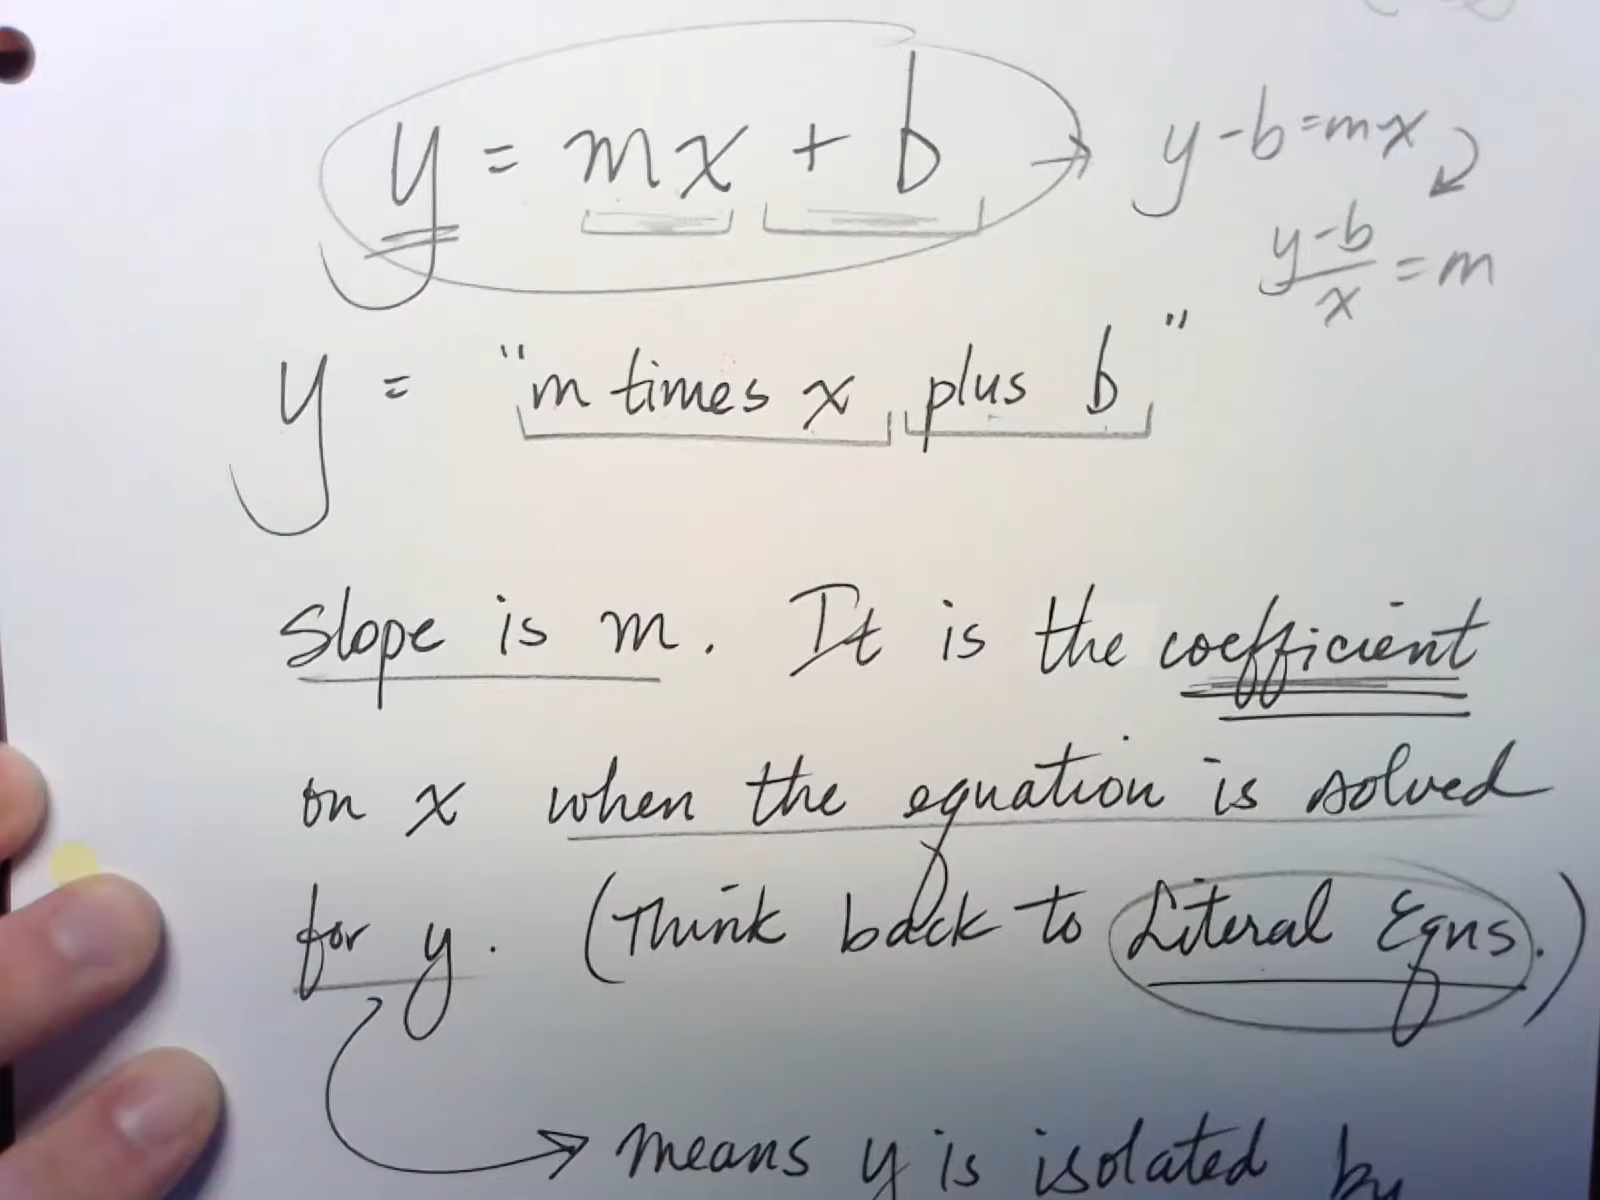 y = mx + b → y - b = mx
(y - b)/x = m
y = "m times x plus b"
Slope is m. It is the coefficient
on x when the equation is solved
for y. (Think back to Literal Eqns.)
→ means y is isolated by